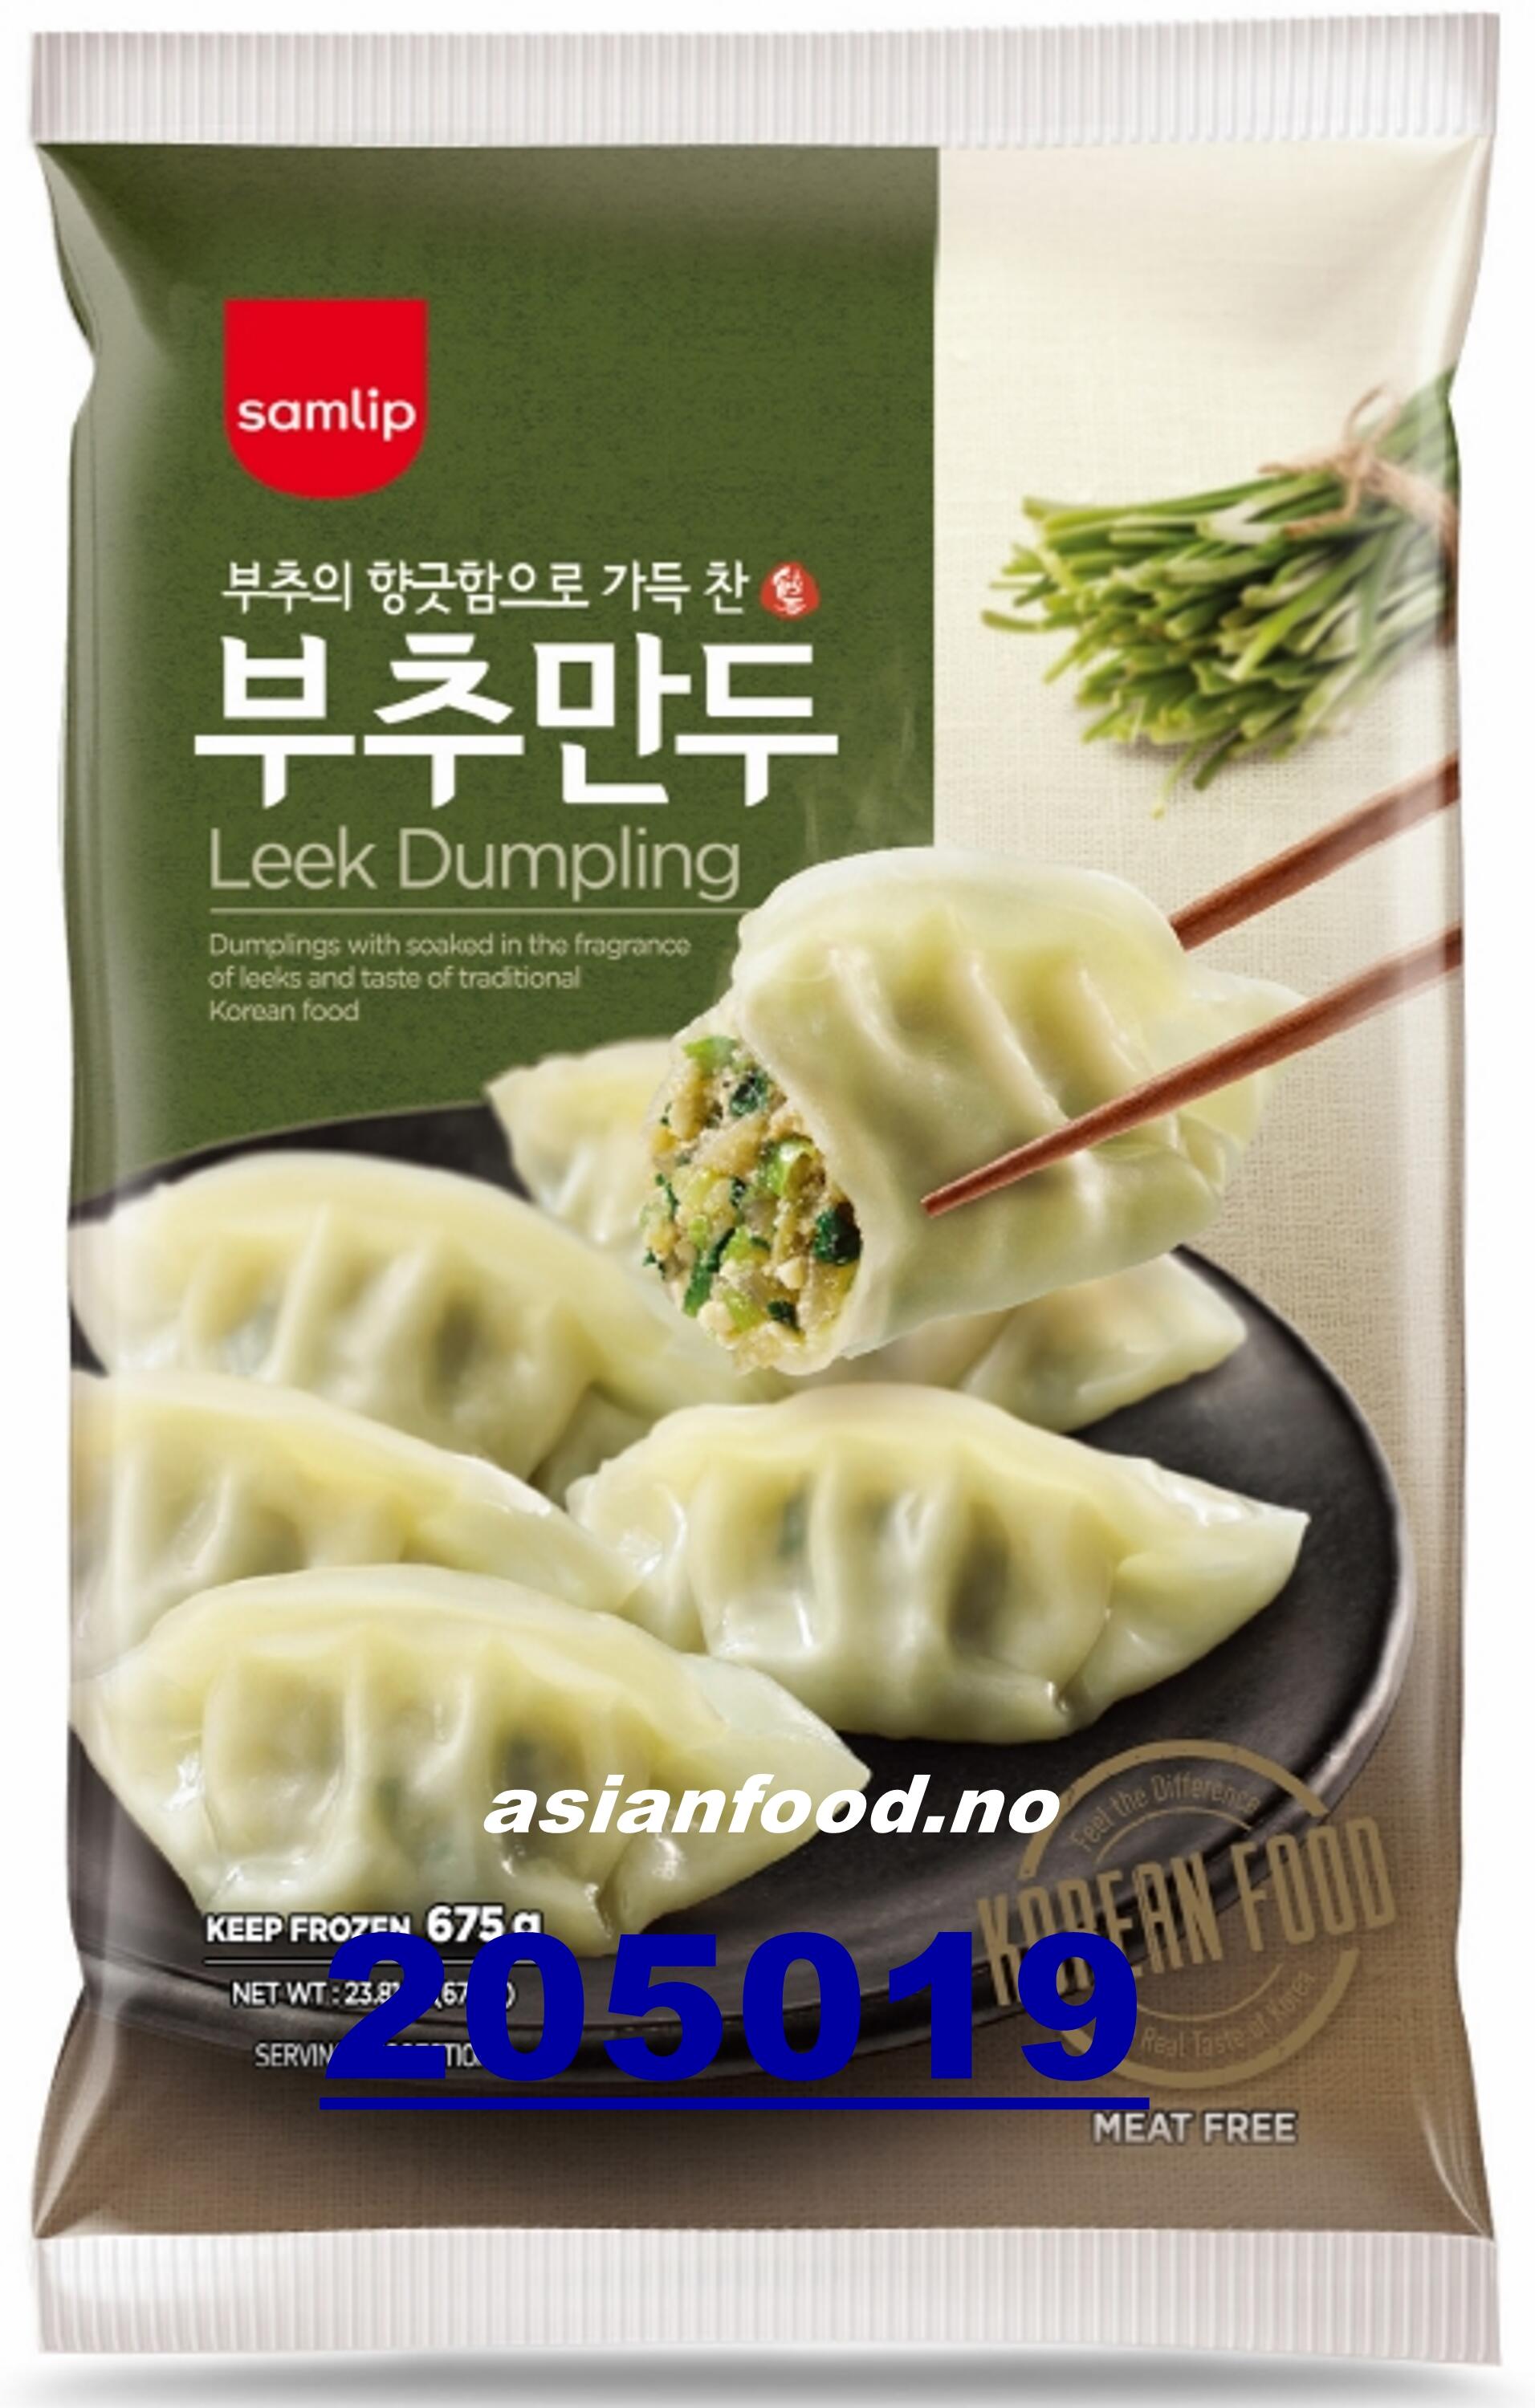 samlip
부추의 향긋함으로 가득 찬
부추만두
Leek Dumpling
Dumplings with soaked in the fragrance
of leeks and taste of traditional
Korean food
asianfood.no
Feel the Difference
KOREAN FOOD
Real Taste of Korea
KEEP FROZEN 675 g
NET WT : 23.8
205019
MEAT FREE